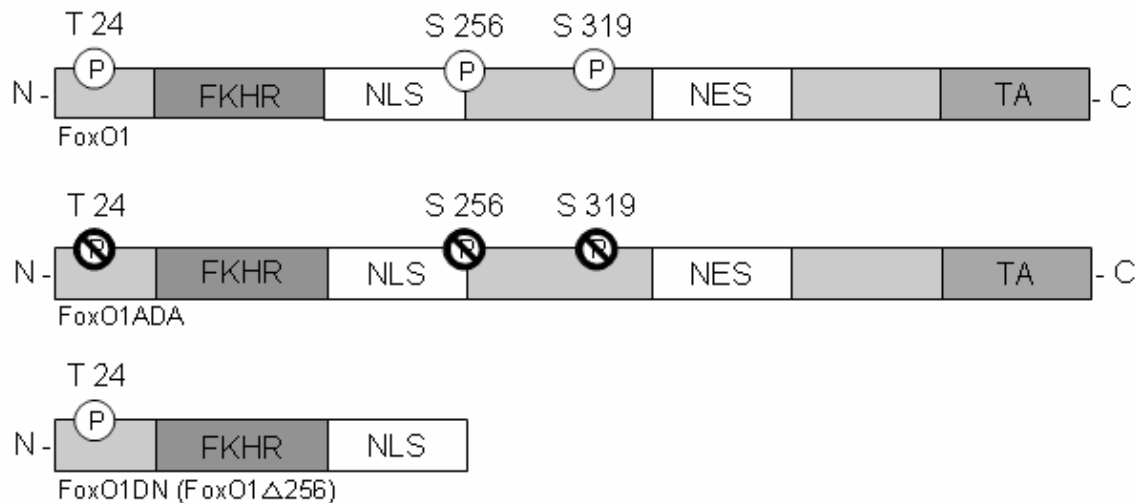 T 24 S 256 S 319
P P P
N - FKHR NLS NES TA - C
FoxO1
T 24 S 256 S 319
P P P
N - FKHR NLS NES TA - C
FoxO1ADA
T 24
P
N - FKHR NLS
FoxO1DN (FoxO1△256)